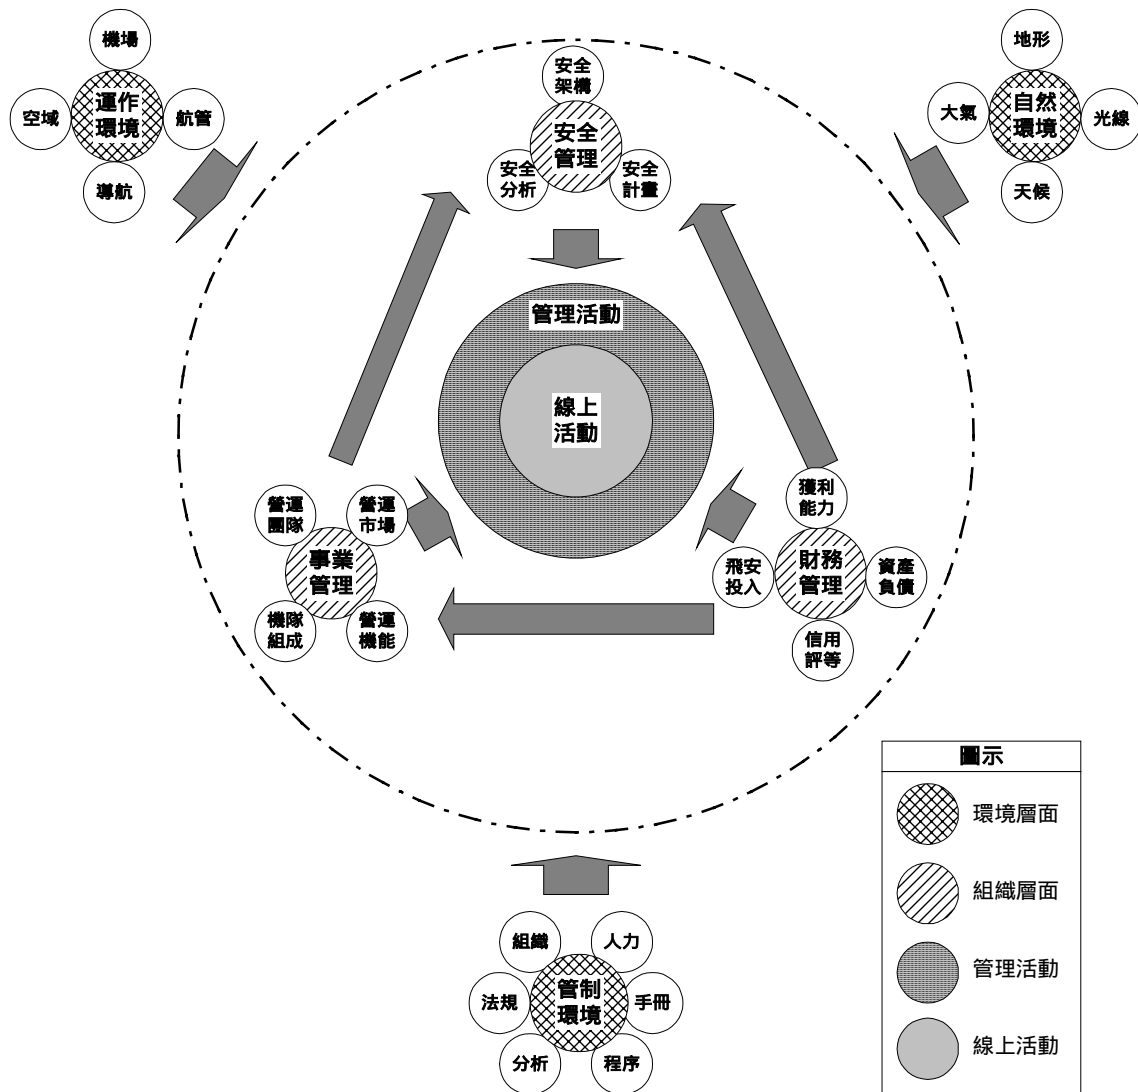 機場
空域
運作
環境
航管
導航
地形
大氣
自然
環境
光線
天候
安全
架構
安全
管理
安全
分析
安全
計畫
管理活動
線上
活動
營運
團隊
營運
市場
事業
管理
機隊
組成
營運
機能
獲利
能力
飛安
投入
財務
管理
資產
負債
信用
評等
組織
人力
法規
管制
環境
手冊
分析
程序
圖示
環境層面
組織層面
管理活動
線上活動